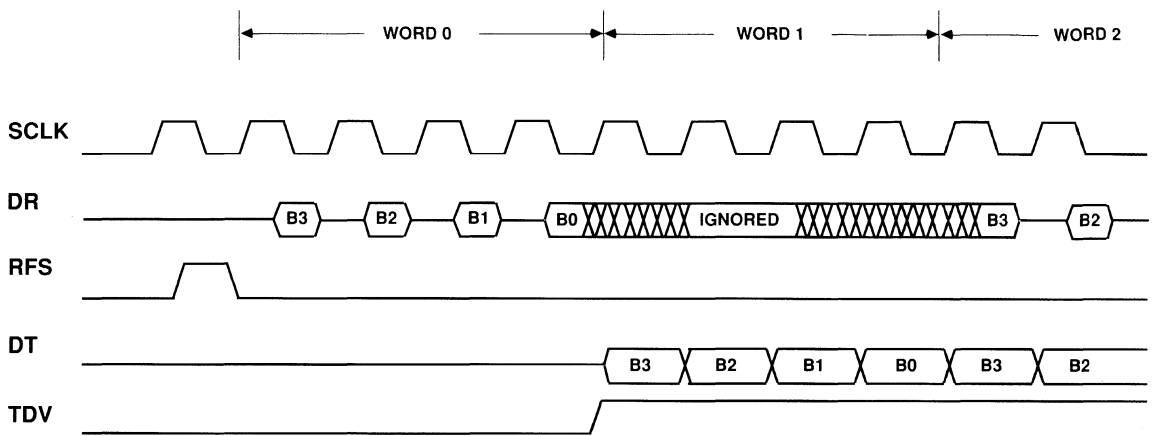 WORD 0 WORD 1 WORD 2
SCLK
DR B3 B2 B1 B0 IGNORED B3 B2
RFS
DT B3 B2 B1 B0 B3 B2
TDV